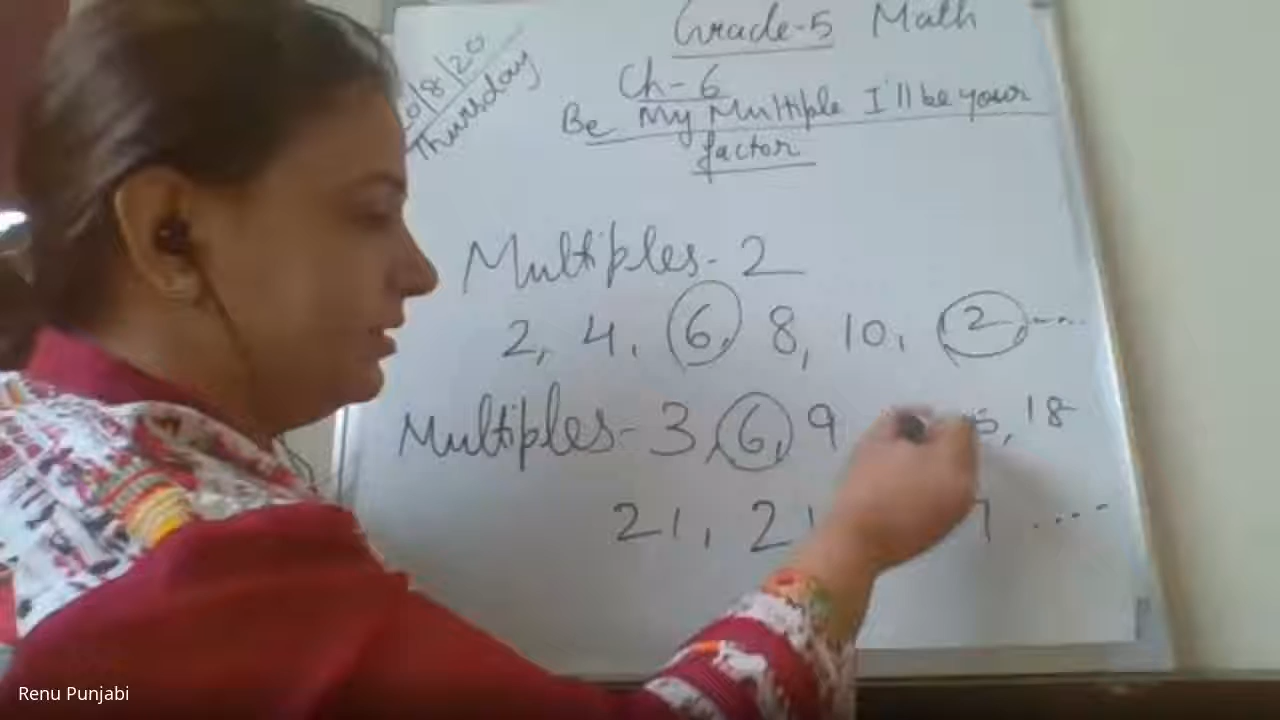 Grade-5 Math
20/8/20
Thursday
Ch-6
Be My Multiple I'll be your
factor
Multiples- 2
2, 4, 6, 8, 10, 2, ....
Multiples- 3, 6, 9 18
21, ....
Renu Punjabi